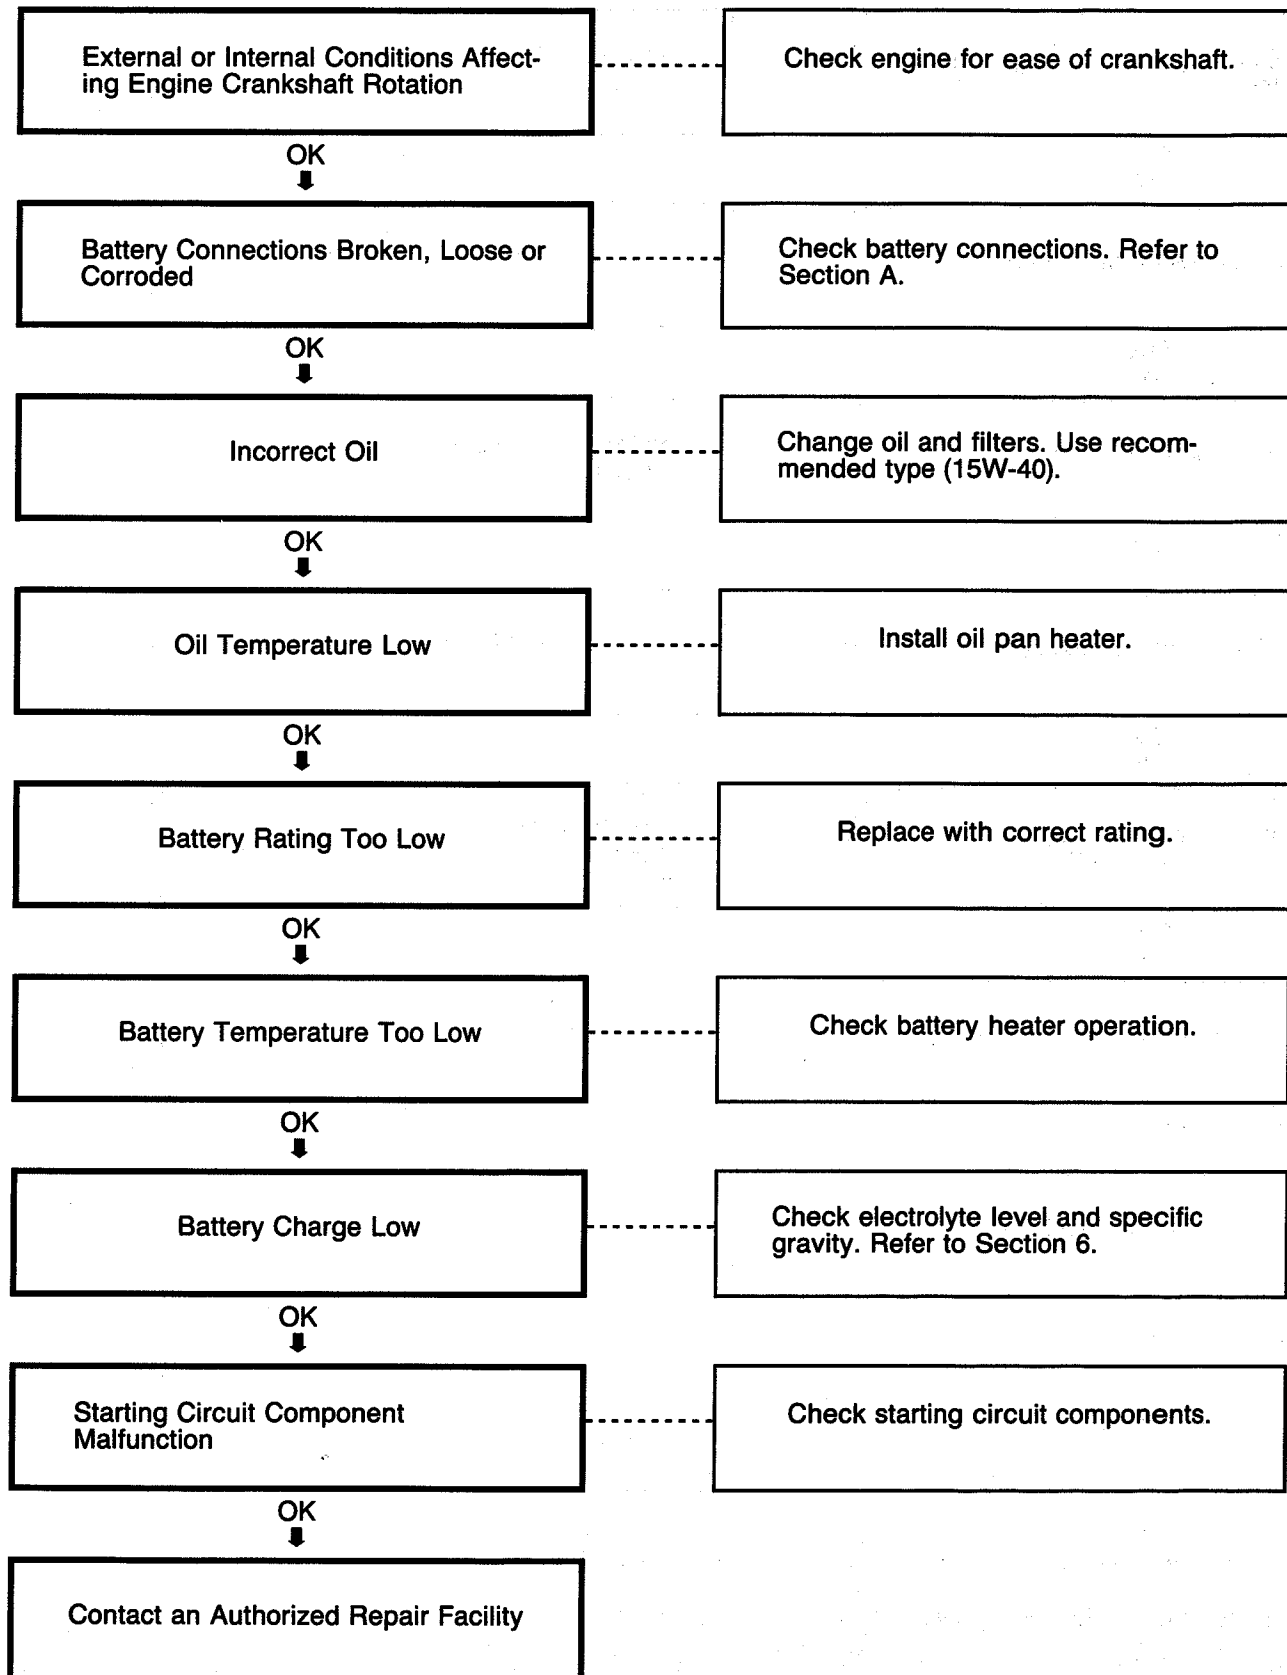 External or Internal Conditions Affect-
ing Engine Crankshaft Rotation
Check engine for ease of crankshaft.
OK
Battery Connections Broken, Loose or
Corroded
Check battery connections. Refer to
Section A.
OK
Incorrect Oil
Change oil and filters. Use recom-
mended type (15W-40).
OK
Oil Temperature Low
Install oil pan heater.
OK
Battery Rating Too Low
Replace with correct rating.
OK
Battery Temperature Too Low
Check battery heater operation.
OK
Battery Charge Low
Check electrolyte level and specific
gravity. Refer to Section 6.
OK
Starting Circuit Component
Malfunction
Check starting circuit components.
OK
Contact an Authorized Repair Facility